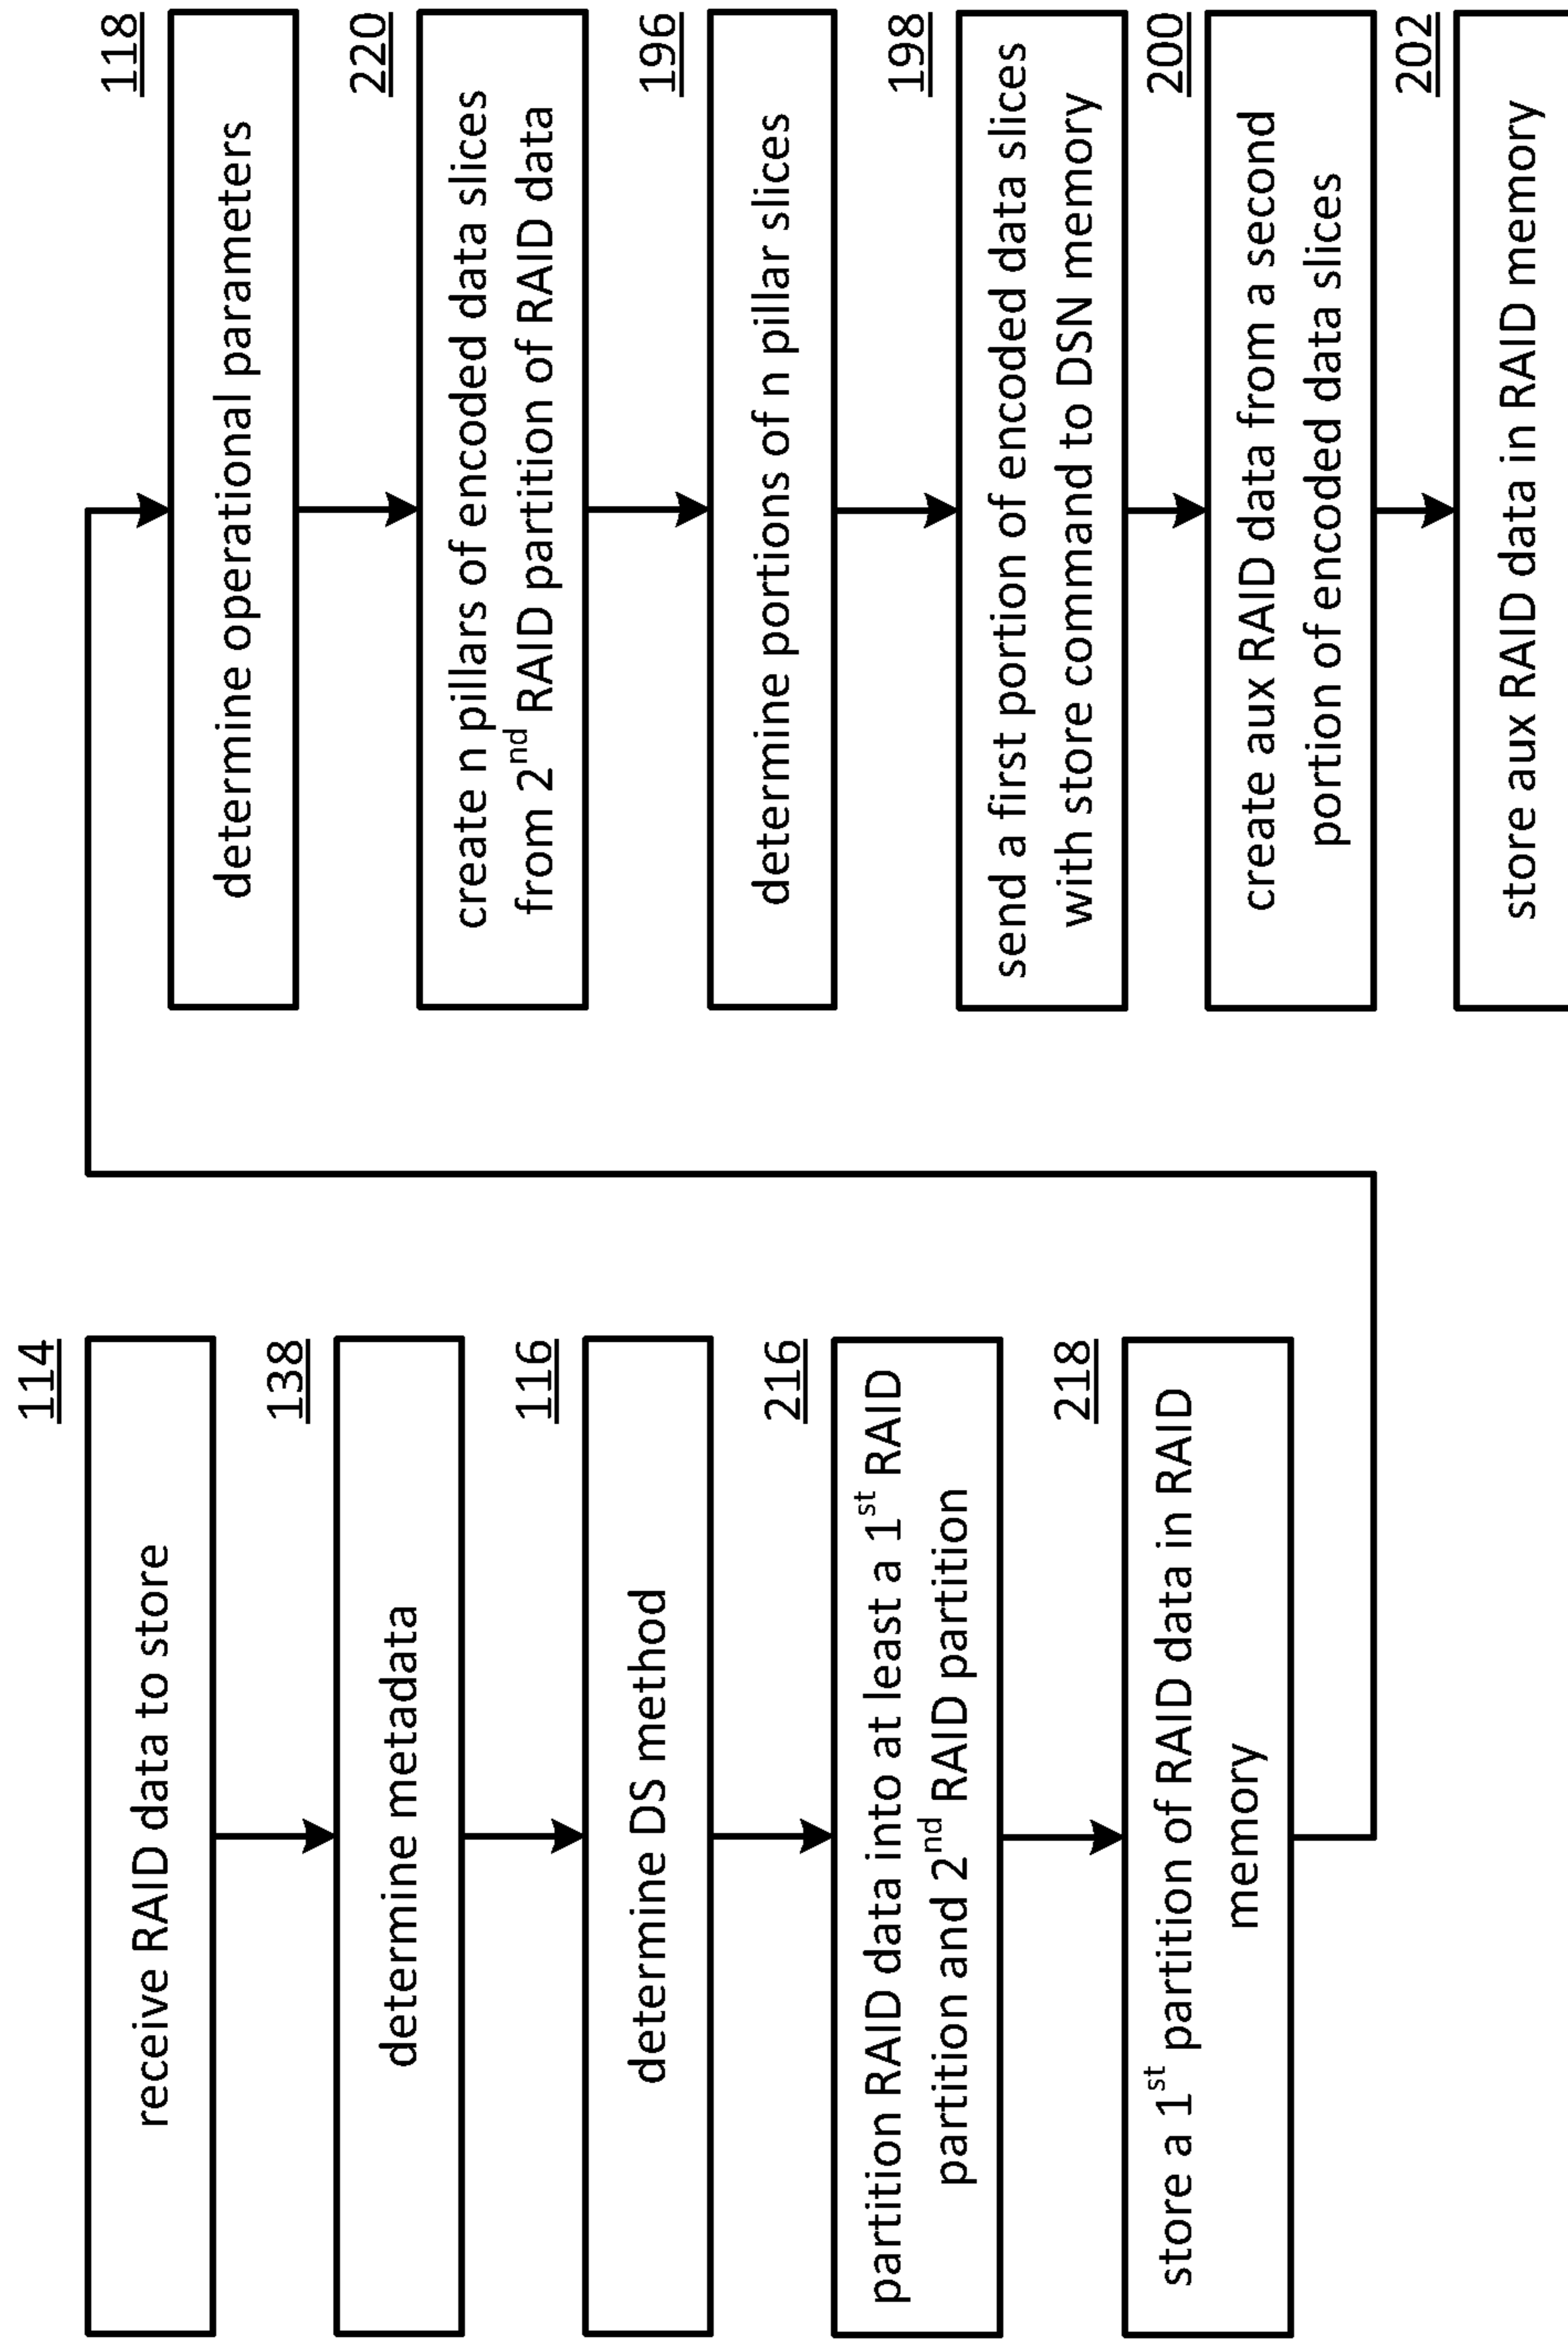 114
receive RAID data to store
138
determine metadata
116
determine DS method
216
partition RAID data into at least a 1st RAID
partition and 2nd RAID partition
218
store a 1st partition of RAID data in RAID
memory
118
determine operational parameters
220
create n pillars of encoded data slices
from 2nd RAID partition of RAID data
196
determine portions of n pillar slices
198
send a first portion of encoded data slices
with store command to DSN memory
200
create aux RAID data from a second
portion of encoded data slices
202
store aux RAID data in RAID memory